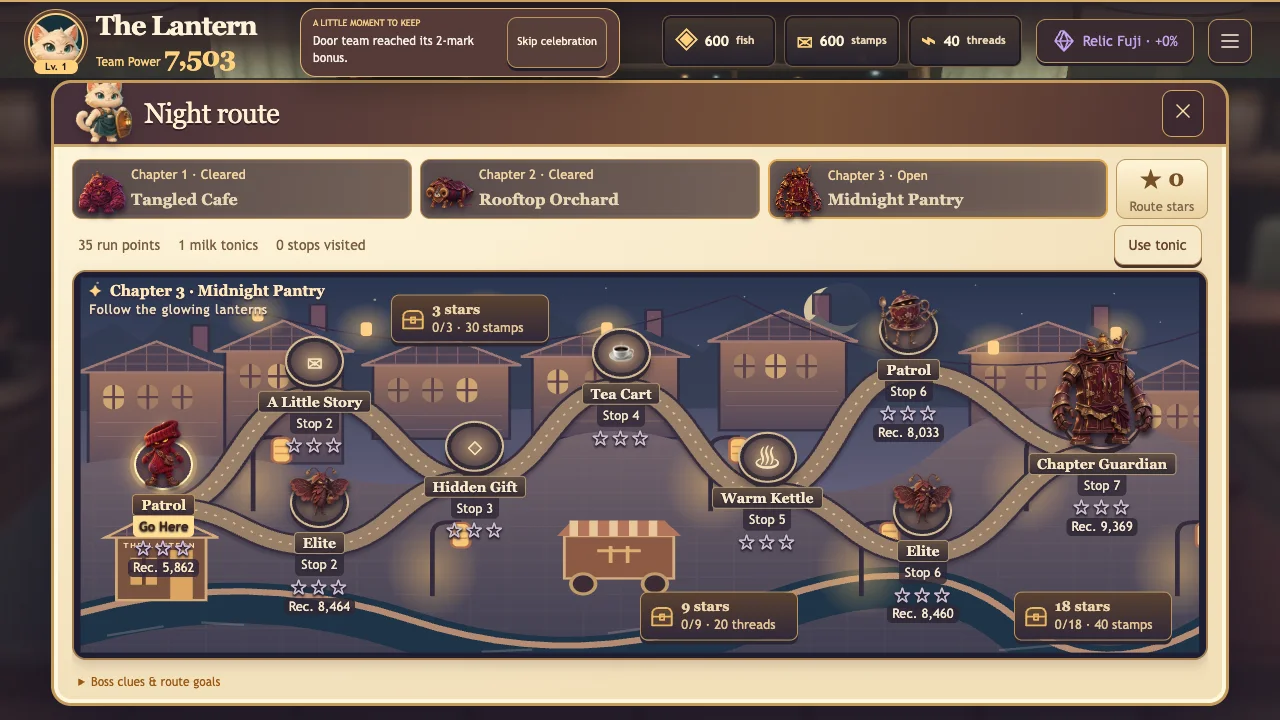 The Lantern
Team Power 7,503
Lv. 1
A LITTLE MOMENT TO KEEP
Door team reached its 2-mark
bonus.
Skip celebration
600 fish
600 stamps
40 threads
Relic Fuji · +0%
Night route
Chapter 1 · Cleared
Tangled Cafe
Chapter 2 · Cleared
Rooftop Orchard
Chapter 3 · Open
Midnight Pantry
★ 0
Route stars
35 run points
1 milk tonics
0 stops visited
Use tonic
Chapter 3 · Midnight Pantry
Follow the glowing lanterns
3 stars
0/3 · 30 stamps
Patrol
Go Here
Rec. 5,862
A Little Story
Stop 2
Elite
Stop 2
Rec. 8,464
Hidden Gift
Stop 3
Tea Cart
Stop 4
Warm Kettle
Stop 5
Patrol
Stop 6
Rec. 8,033
Elite
Stop 6
Rec. 8,460
Chapter Guardian
Stop 7
Rec. 9,369
9 stars
0/9 · 20 threads
18 stars
0/18 · 40 stamps
Boss clues & route goals